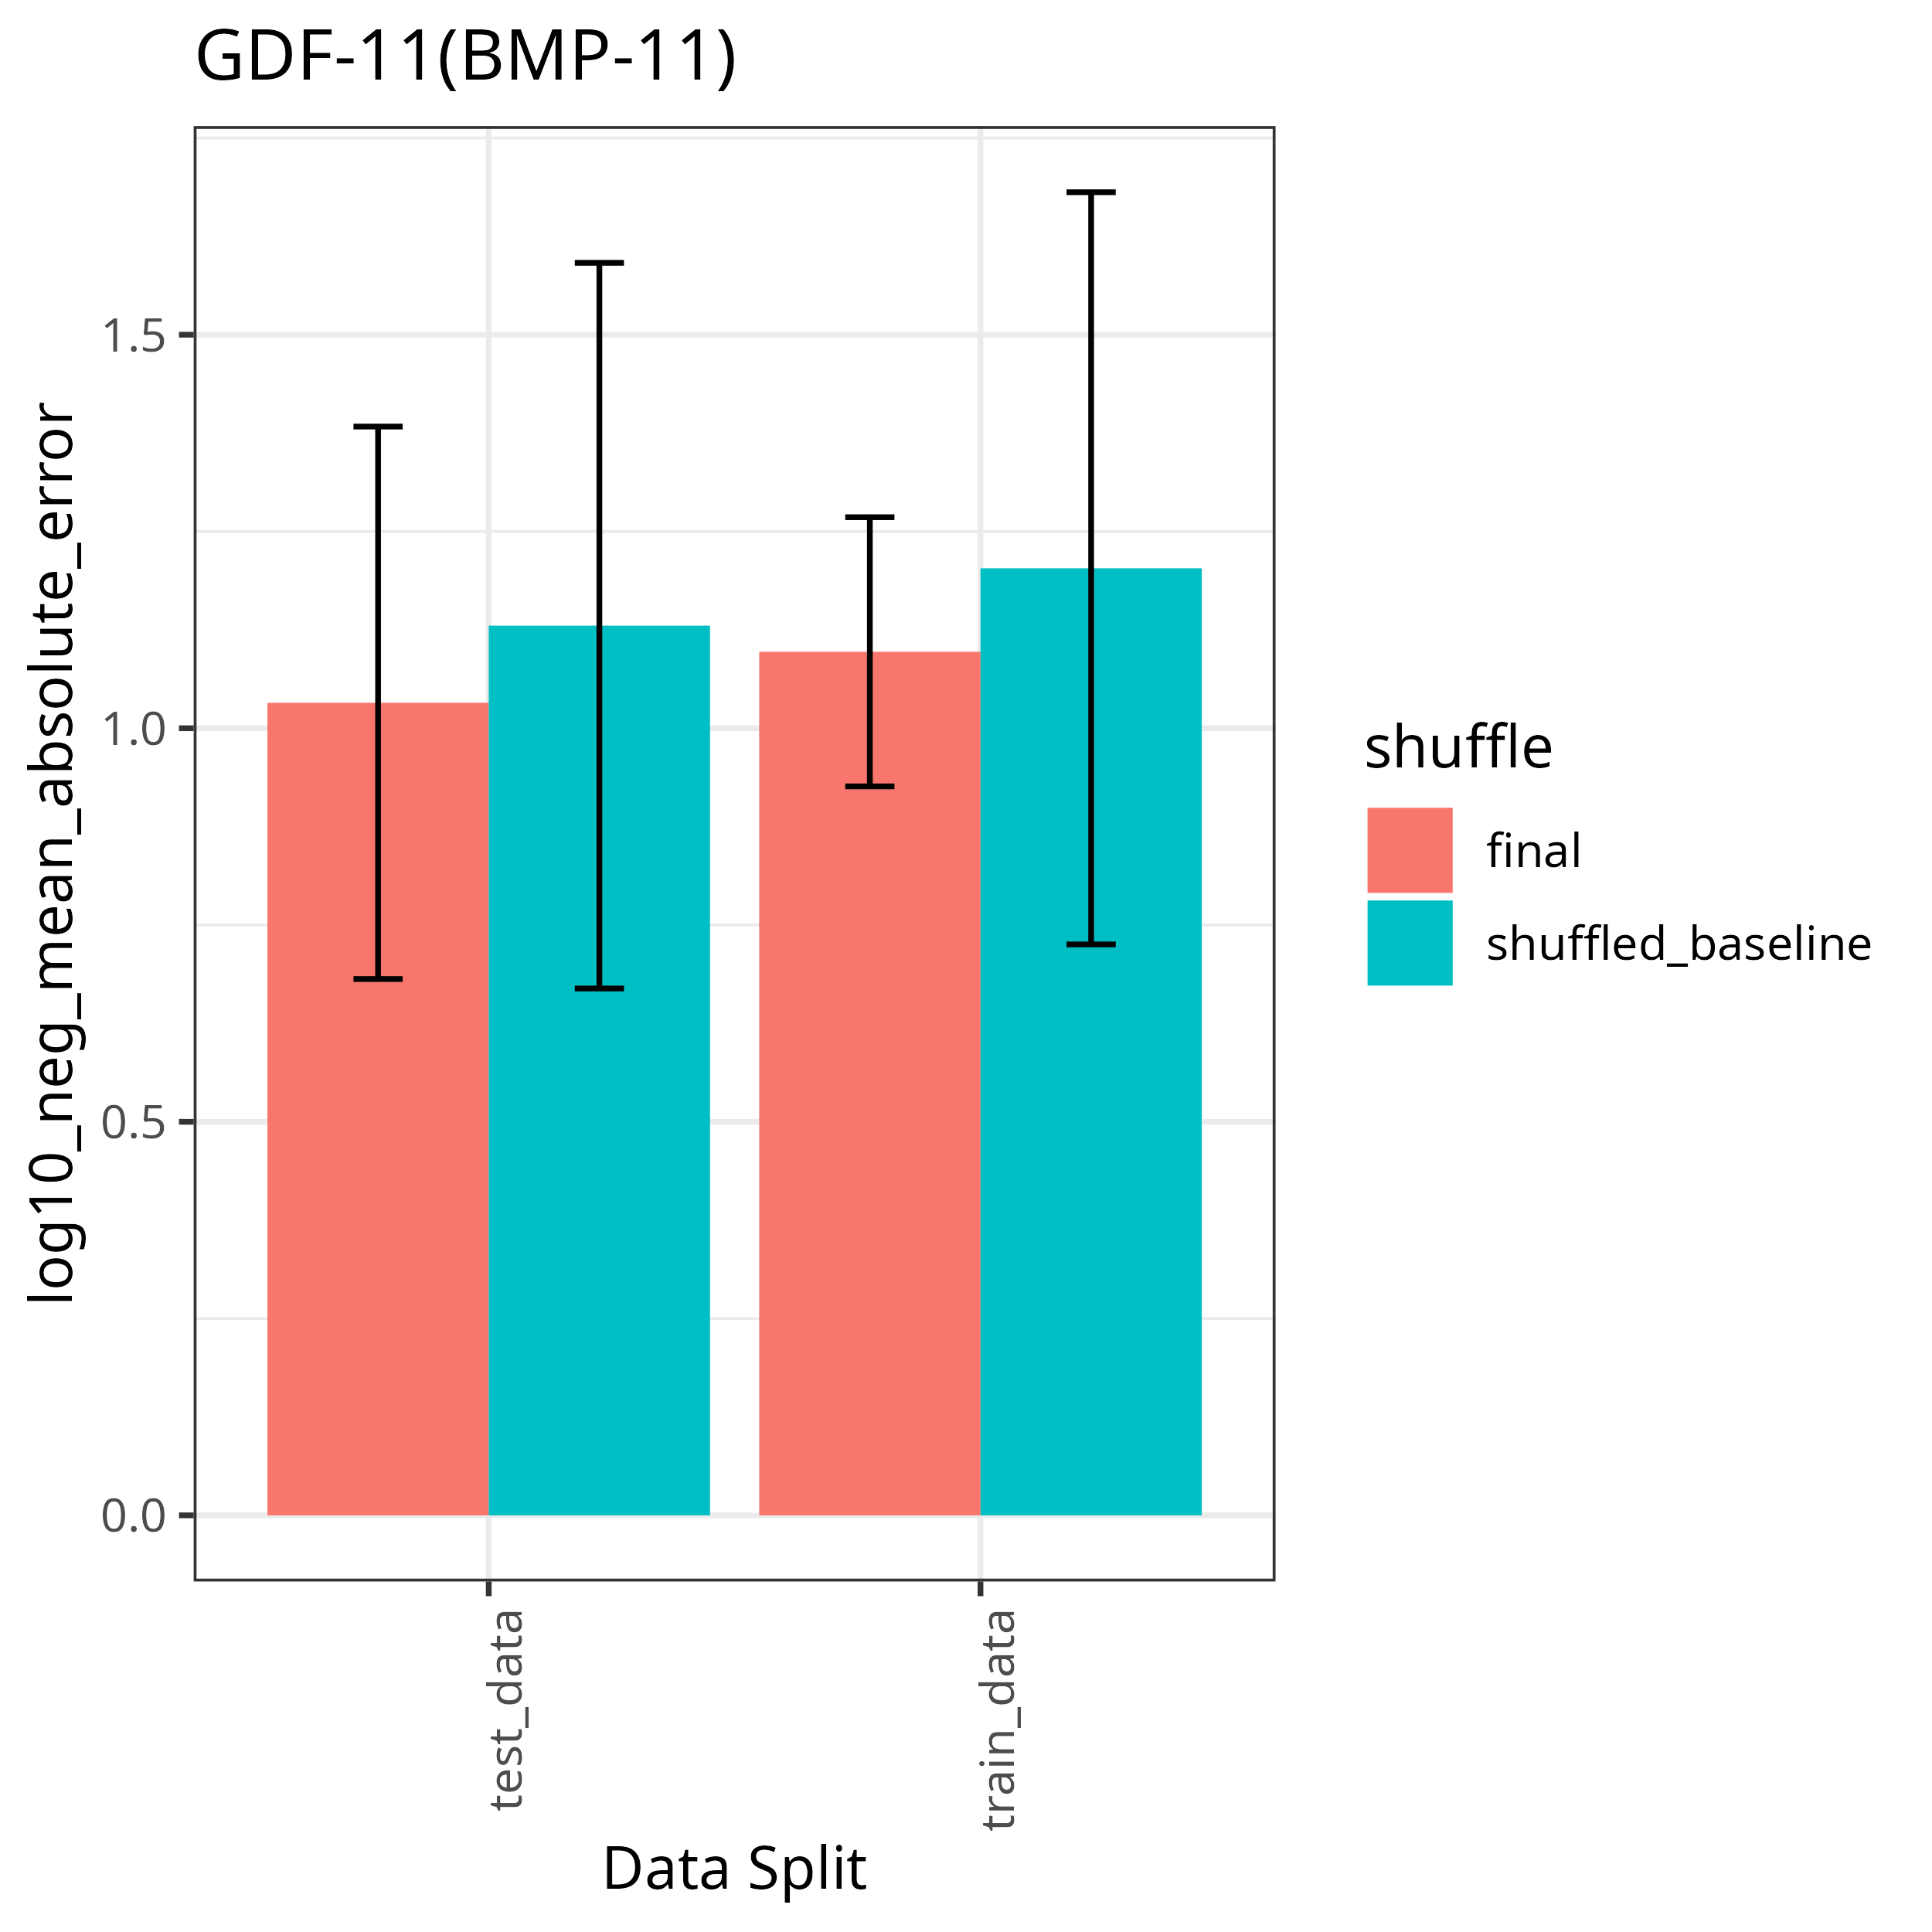 GDF-11(BMP-11)
log10_neg_mean_absolute_error
1.5
1.0
0.5
0.0
test_data
train_data
Data Split
shuffle
final
shuffled_baseline